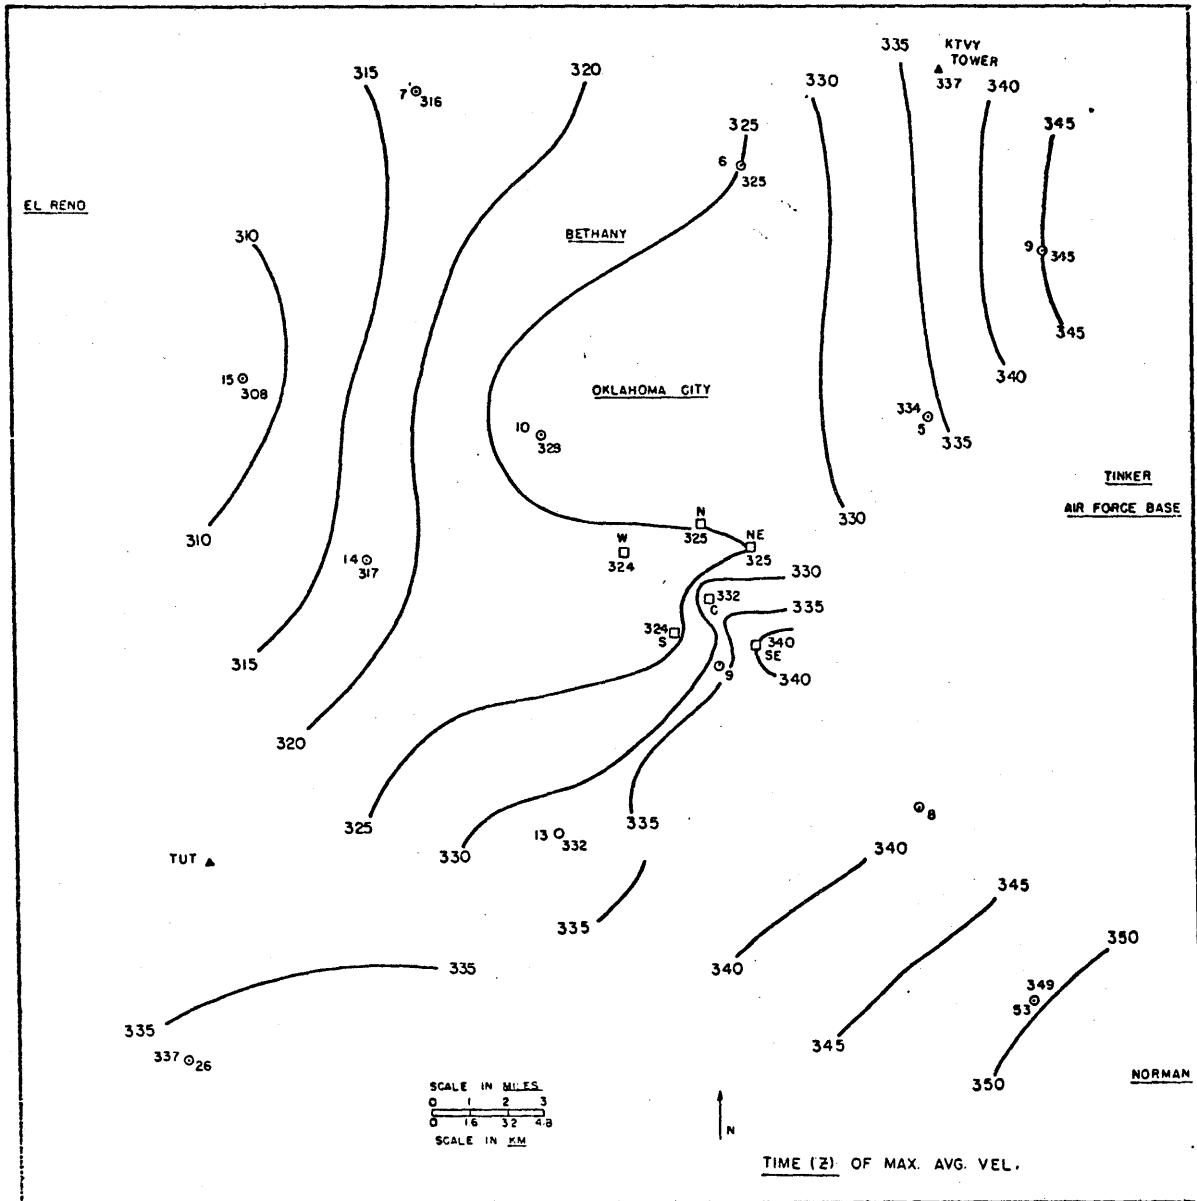 335
KTVY
TOWER
337
315
7 316
320
330
340
325
345
6
325
EL RENO
310
BETHANY
9 345
345
15
308
OKLAHOMA CITY
340
334
5
335
10
329
TINKER
AIR FORCE BASE
330
310
N
325
W
324
NE
325
14
317
330
332
C
335
324
S
340
SE
340
9
315
320
325
335
8
13
332
330
340
TUT
345
335
340
350
335
349
53
335
345
337 26
350
NORMAN
SCALE IN MILES
0 1 2 3
0 1.6 3.2 4.8
SCALE IN KM
N
TIME (Z) OF MAX. AVG. VEL.